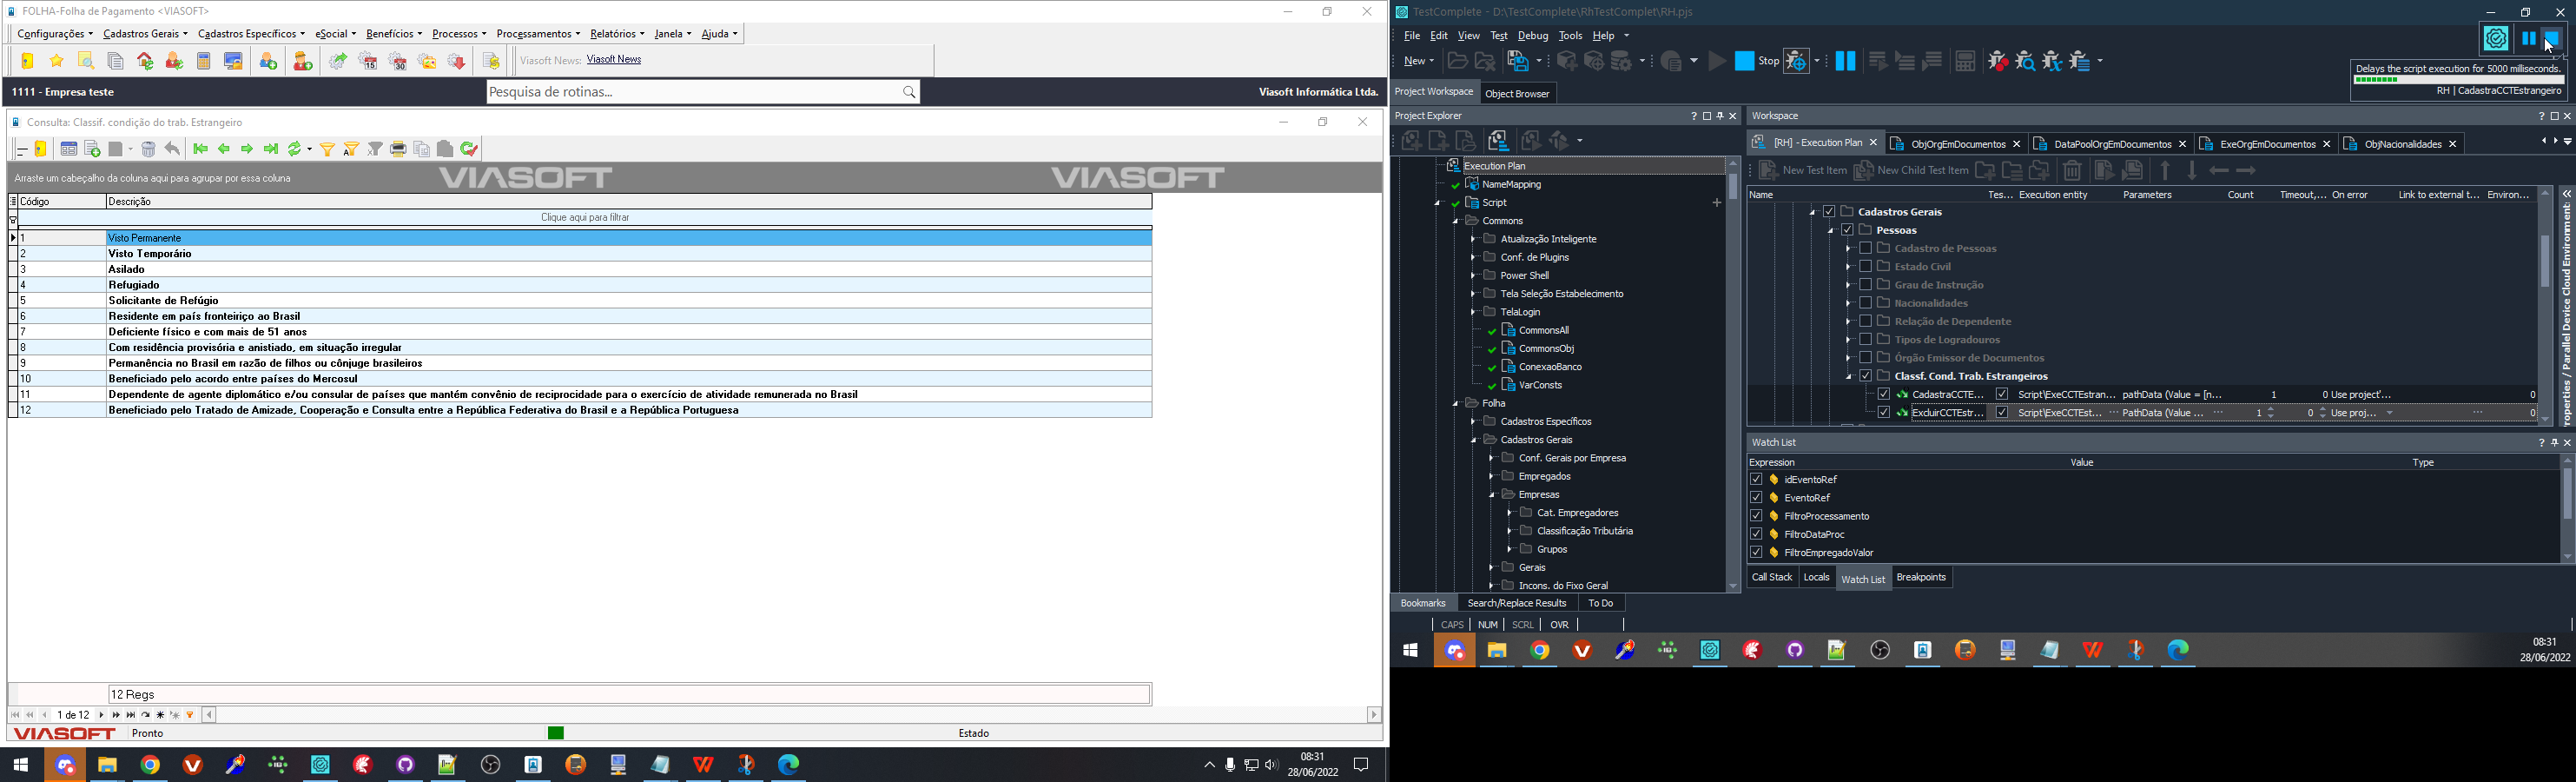 FOLHA-Folha de Pagamento <VIASOFT>
Configurações Cadastros Gerais Cadastros Específicos eSocial Benefícios Processos Processamentos Relatórios Janela Ajuda
Viasoft News: Viasoft News
1111 - Empresa teste
Pesquisa de rotinas...
Viasoft Informática Ltda.
Consulta: Classif. condição do trab. Estrangeiro
Arraste um cabeçalho da coluna aqui para agrupar por essa coluna
VIASOFT VIASOFT
Código Descrição
Clique aqui para filtrar
1 Visto Permanente
2 Visto Temporário
3 Asilado
4 Refugiado
5 Solicitante de Refúgio
6 Residente em país fronteiriço ao Brasil
7 Deficiente físico e com mais de 51 anos
8 Com residência provisória e anistiado, em situação irregular
9 Permanência no Brasil em razão de filhos ou cônjuge brasileiros
10 Beneficiado pelo acordo entre países do Mercosul
11 Dependente de agente diplomático e/ou consular de países que mantém convênio de reciprocidade para o exercício de atividade remunerada no Brasil
12 Beneficiado pelo Tratado de Amizade, Cooperação e Consulta entre a República Federativa do Brasil e a República Portuguesa
12 Regs
1 de 12
VIASOFT Pronto Estado
08:31
28/06/2022
TestComplete - D:\TestComplete\RhTestComplet\RH.pjs
File Edit View Test Debug Tools Help
New Stop
Delays the script execution for 5000 milliseconds.
RH | CadastraCCTEstrangeiro
Project Workspace Object Browser
Project Explorer
Execution Plan
NameMapping
Script
Commons
Atualização Inteligente
Conf. de Plugins
Power Shell
Tela Seleção Estabelecimento
TelaLogin
CommonsAll
CommonsObj
ConexaoBanco
VarConsts
Folha
Cadastros Específicos
Cadastros Gerais
Conf. Gerais por Empresa
Empregados
Empresas
Cat. Empregadores
Classificação Tributária
Grupos
Gerais
Incons. do Fixo Geral
Bookmarks Search/Replace Results To Do
CAPS NUM SCRL OVR
Workspace
[RH] - Execution Plan ObjOrgEmDocumentos DataPoolOrgEmDocumentos ExeOrgEmDocumentos ObjNacionalidades
New Test Item New Child Test Item
Name Tes... Execution entity Parameters Count Timeout,... On error Link to external t... Environ...
Cadastros Gerais
Pessoas
Cadastro de Pessoas
Estado Civil
Grau de Instrução
Nacionalidades
Relação de Dependente
Tipos de Logradouros
Órgão Emissor de Documentos
Classf. Cond. Trab. Estrangeiros
CadastraCCTE... Script\ExeCCTEstran... pathData (Value = [n... 1 0 Use project'... 0
ExcluirCCTEstr... Script\ExeCCTEst... ... PathData (Value ... ... 1 0 Use proj... ... 0
roperties / Parallel Device Cloud Environment:
Watch List
Expression Value Type
idEventoRef
EventoRef
FiltroProcessamento
FiltroDataProc
FiltroEmpregadoValor
Call Stack Locals Watch List Breakpoints
08:31
28/06/2022